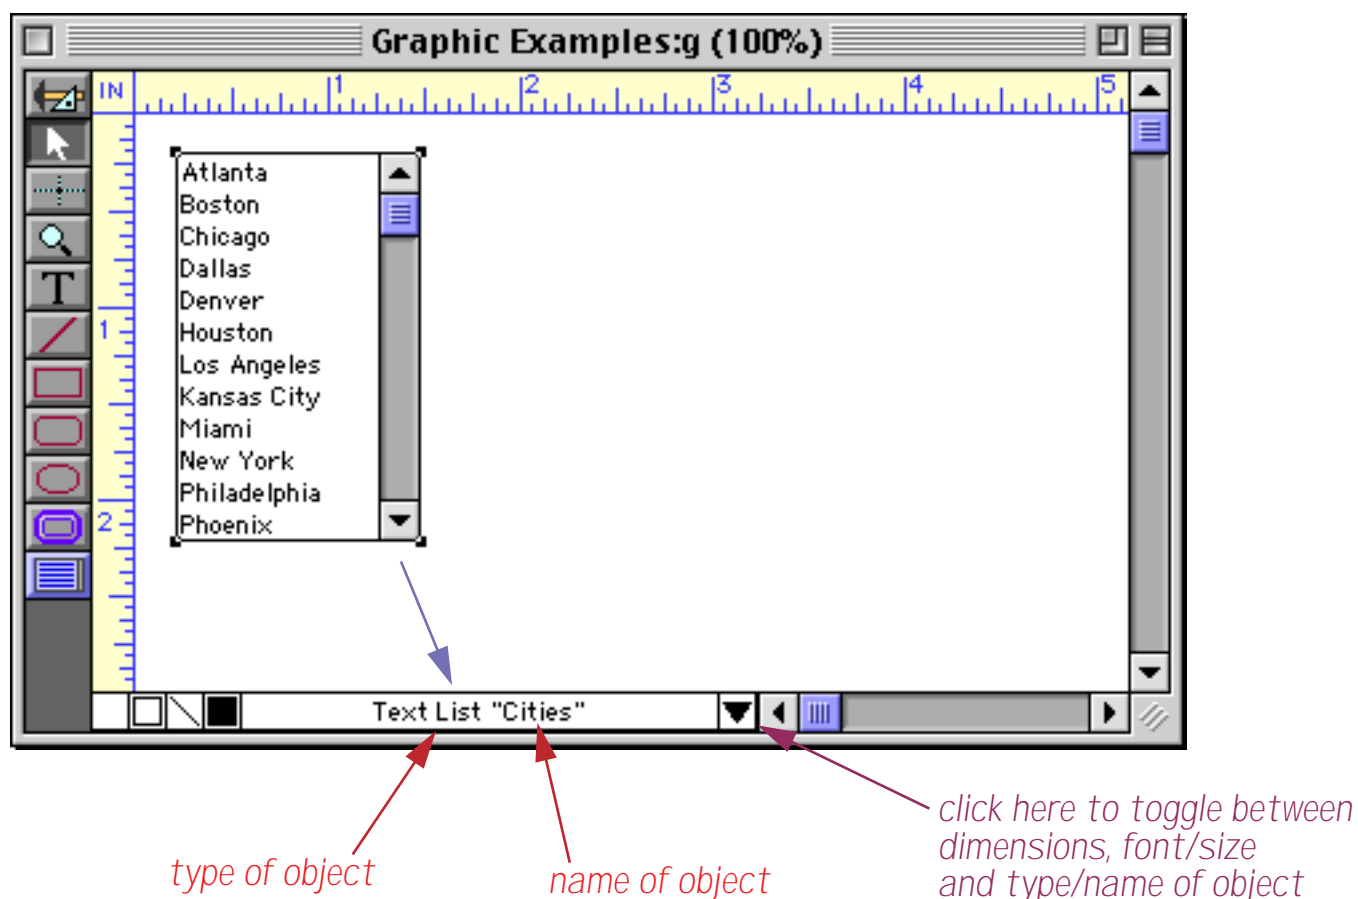 Graphic Examples:g (100%)
IN 1 2 3 4 5
Atlanta
Boston
Chicago
Dallas
Denver
1
Houston
Los Angeles
Kansas City
Miami
New York
Philadelphia
2
Phoenix
T
Text List "Cities"
click here to toggle between
dimensions, font/size
and type/name of object
type of object
name of object